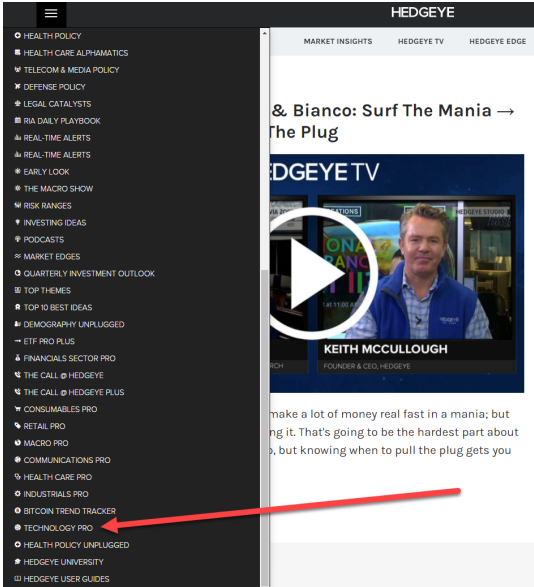 HEDGEYE
HEALTH POLICY
HEALTH CARE ALPHAMATICS
TELECOM & MEDIA POLICY
DEFENSE POLICY
LEGAL CATALYSTS
RIA DAILY PLAYBOOK
REAL-TIME ALERTS
REAL-TIME ALERTS
EARLY LOOK
THE MACRO SHOW
RISK RANGES
INVESTING IDEAS
PODCASTS
MARKET EDGES
QUARTERLY INVESTMENT OUTLOOK
TOP THEMES
TOP 10 BEST IDEAS
DEMOGRAPHY UNPLUGGED
ETF PRO PLUS
FINANCIALS SECTOR PRO
THE CALL @ HEDGEYE
THE CALL @ HEDGEYE PLUS
CONSUMABLES PRO
RETAIL PRO
MACRO PRO
COMMUNICATIONS PRO
HEALTH CARE PRO
INDUSTRIALS PRO
BITCOIN TREND TRACKER
TECHNOLOGY PRO
HEALTH POLICY UNPLUGGED
HEDGEYE UNIVERSITY
HEDGEYE USER GUIDES
MARKET INSIGHTS HEDGEYE TV HEDGEYE EDGE
& Bianco: Surf The Mania →
The Plug
EDGEYE TV
HEDGEYE STUDIO
at 11:00 A
HEDGEYE
KEITH MCCULLOUGH
FOUNDER & CEO, HEDGEYE
make a lot of money real fast in a mania; but
ng it. That's going to be the hardest part about
, but knowing when to pull the plug gets you